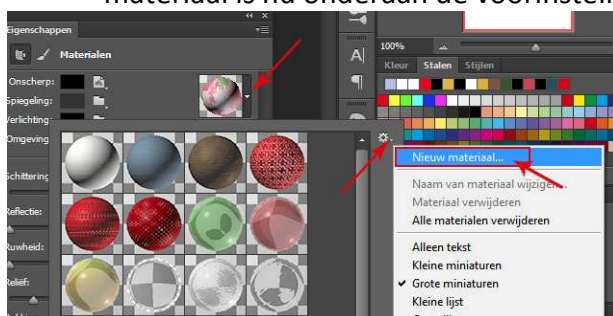 materiaal is nu onderaan de voorinstell
Eigenschappen
Materialen
Onscherp:
Spiegeling:
Verlichting:
Omgeving
Schittering
Reflectie:
Ruwheid:
Reliëf:
100%
Kleur Stalen Stijlen
Nieuw materiaal...
Naam van materiaal wijzigen...
Materiaal verwijderen
Alle materialen verwijderen
Alleen tekst
Kleine miniaturen
Grote miniaturen
Kleine lijst